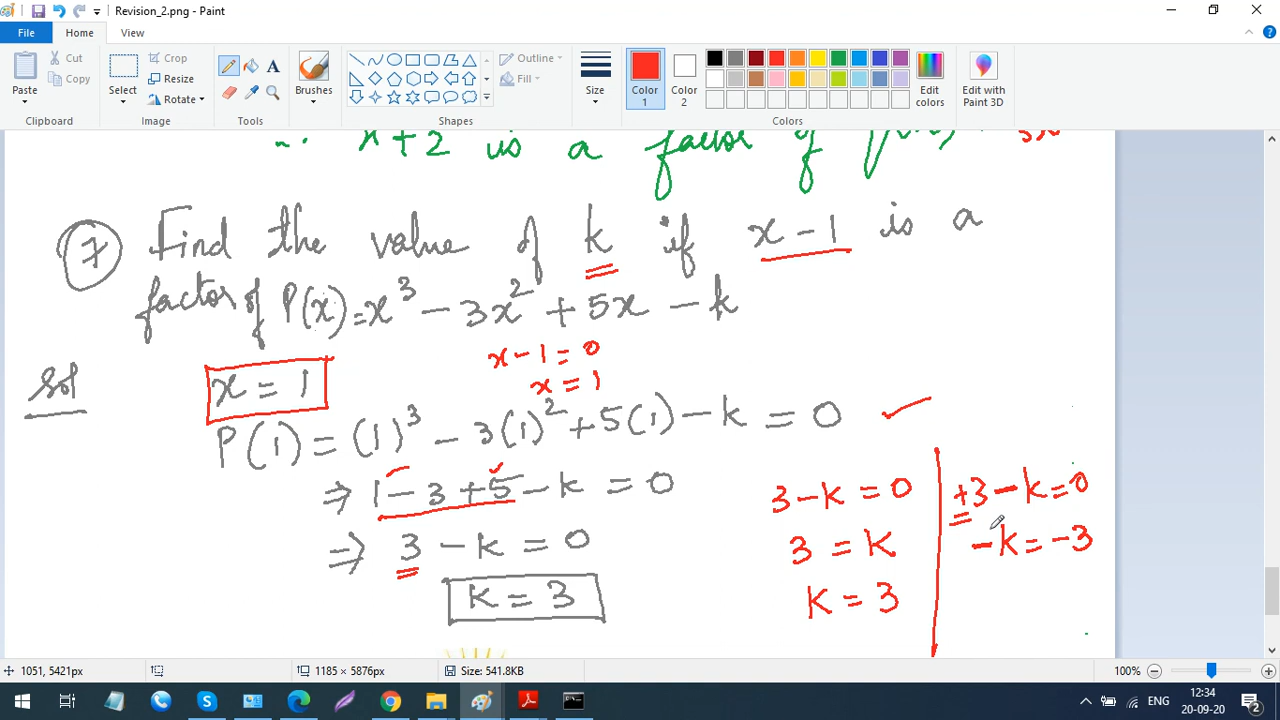 Revision_2.png - Paint
File Home View
Paste Cut Copy Clipboard
Select Crop Resize Rotate Image
A Tools
Brushes
Shapes Outline Fill
Size
Color 1 Color 2 Edit colors Colors
Edit with Paint 3D
∴ x+2 is a factor of
7 Find the value of k if x-1 is a
factor of P(x)=x³ - 3x² + 5x - k
x-1 = 0
Sol x = 1
x = 1
P(1) = (1)³ - 3(1)² + 5(1) - k = 0 ✓
⇒ 1 - 3 + 5 - k = 0
⇒ 3 - k = 0
k = 3
3-k = 0
3 = k
k = 3
+3-k=0
-k=-3
1051, 5421px 1185 × 5876px Size: 541.8KB 100%
ENG 12:34 20-09-20 2